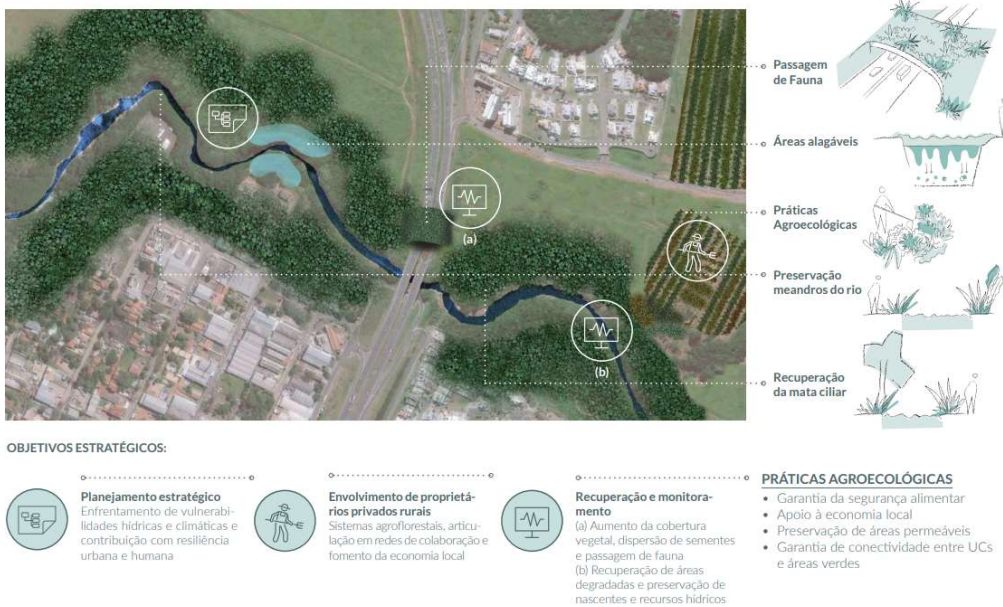 Passagem
de Fauna
Áreas alagáveis
Práticas
Agroecológicas
Preservação
meandros do rio
Recuperação
da mata ciliar
(a)
(b)
OBJETIVOS ESTRATÉGICOS:
Planejamento estratégico
Enfrentamento de vulnerabi-
lidades hídricas e climáticas e
contribuição com resiliência
urbana e humana
Envolvimento de proprietá-
rios privados rurais
Sistemas agroflorestais, articu-
lação em redes de colaboração e
fomento da economia local
Recuperação e monitora-
mento
(a) Aumento da cobertura
vegetal, dispersão de sementes
e passagem de fauna
(b) Recuperação de áreas
degradadas e preservação de
nascentes e recursos hídricos
PRÁTICAS AGROECOLÓGICAS
• Garantia da segurança alimentar
• Apoio à economia local
• Preservação de áreas permeáveis
• Garantia de conectividade entre UCs
e áreas verdes